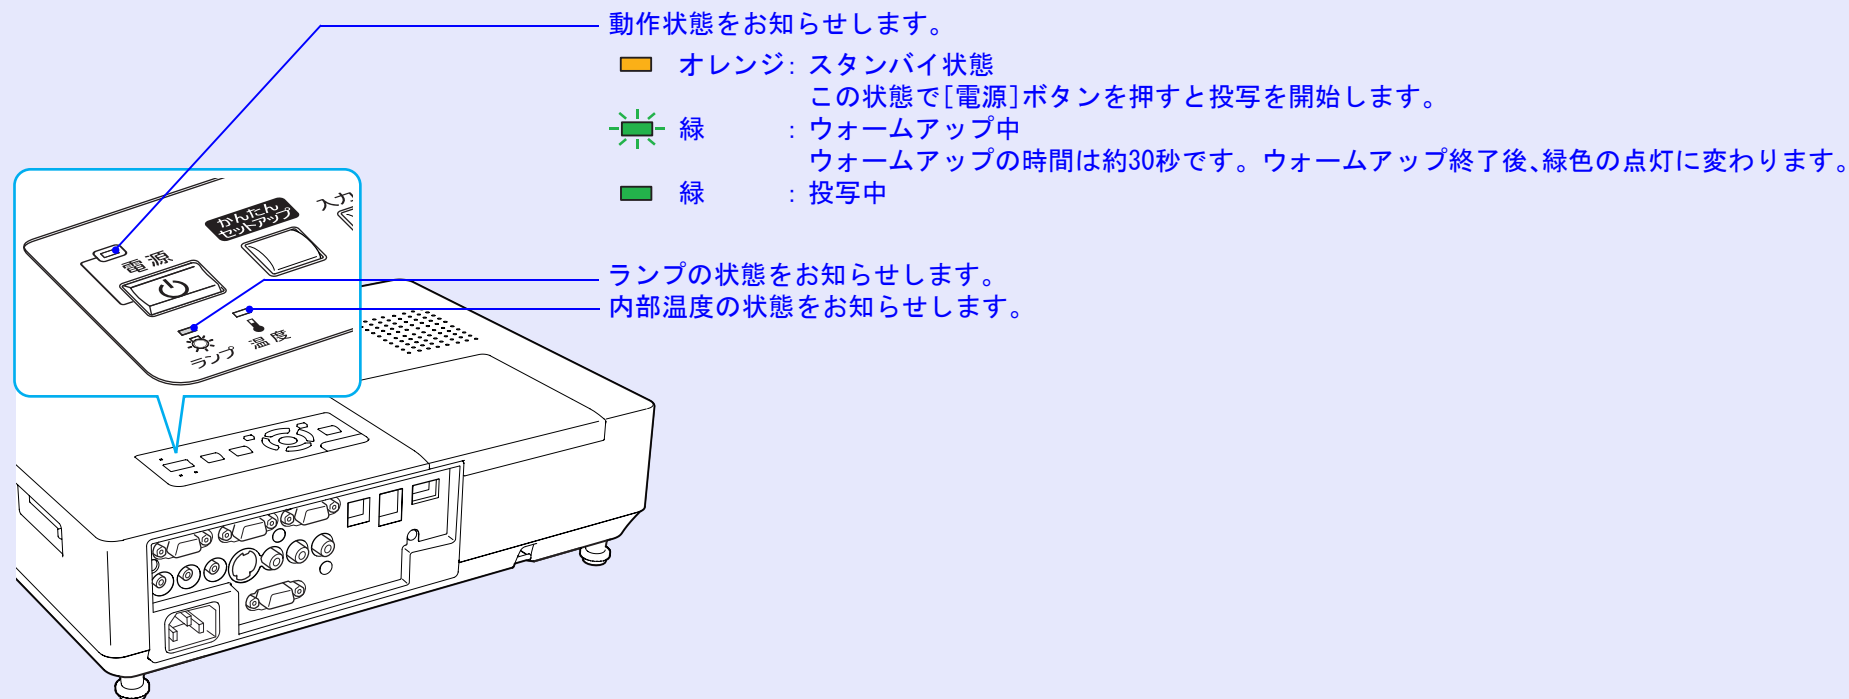 動作状態をお知らせします。
オレンジ：スタンバイ状態
この状態で[電源]ボタンを押すと投写を開始します。
緑　　　：ウォームアップ中
ウォームアップの時間は約30秒です。ウォームアップ終了後、緑色の点灯に変わります。
緑　　　：投写中
ランプの状態をお知らせします。
内部温度の状態をお知らせします。
かんたん
セットアップ
入力
電源
ランプ
温度